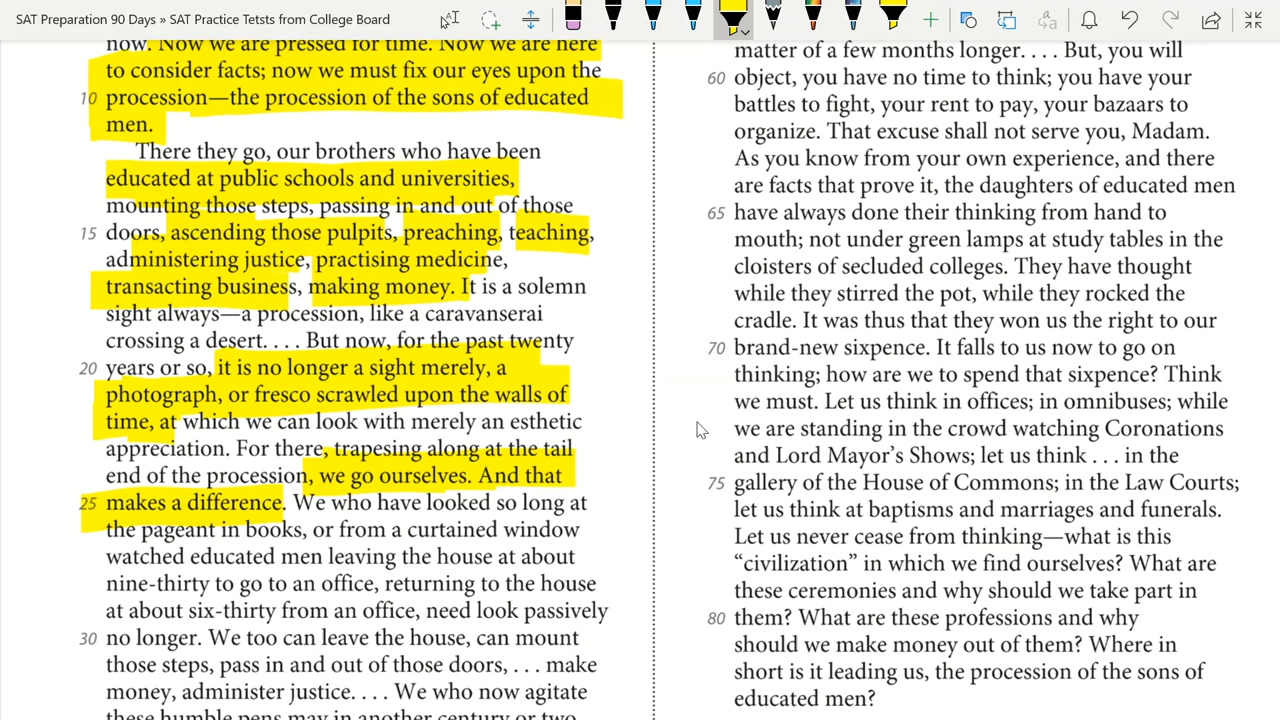 SAT Preparation 90 Days » SAT Practice Tetsts from College Board
now. Now we are pressed for time. Now we are here
to consider facts; now we must fix our eyes upon the
10 procession—the procession of the sons of educated
men.
There they go, our brothers who have been
educated at public schools and universities,
mounting those steps, passing in and out of those
15 doors, ascending those pulpits, preaching, teaching,
administering justice, practising medicine,
transacting business, making money. It is a solemn
sight always—a procession, like a caravanserai
crossing a desert. . . . But now, for the past twenty
20 years or so, it is no longer a sight merely, a
photograph, or fresco scrawled upon the walls of
time, at which we can look with merely an esthetic
appreciation. For there, trapesing along at the tail
end of the procession, we go ourselves. And that
25 makes a difference. We who have looked so long at
the pageant in books, or from a curtained window
watched educated men leaving the house at about
nine-thirty to go to an office, returning to the house
at about six-thirty from an office, need look passively
30 no longer. We too can leave the house, can mount
those steps, pass in and out of those doors, . . . make
money, administer justice. . . . We who now agitate
these humble pens may in another century or two
matter of a few months longer. . . . But, you will
60 object, you have no time to think; you have your
battles to fight, your rent to pay, your bazaars to
organize. That excuse shall not serve you, Madam.
As you know from your own experience, and there
are facts that prove it, the daughters of educated men
65 have always done their thinking from hand to
mouth; not under green lamps at study tables in the
cloisters of secluded colleges. They have thought
while they stirred the pot, while they rocked the
cradle. It was thus that they won us the right to our
70 brand-new sixpence. It falls to us now to go on
thinking; how are we to spend that sixpence? Think
we must. Let us think in offices; in omnibuses; while
we are standing in the crowd watching Coronations
and Lord Mayor’s Shows; let us think . . . in the
75 gallery of the House of Commons; in the Law Courts;
let us think at baptisms and marriages and funerals.
Let us never cease from thinking—what is this
“civilization” in which we find ourselves? What are
these ceremonies and why should we take part in
80 them? What are these professions and why
should we make money out of them? Where in
short is it leading us, the procession of the sons of
educated men?